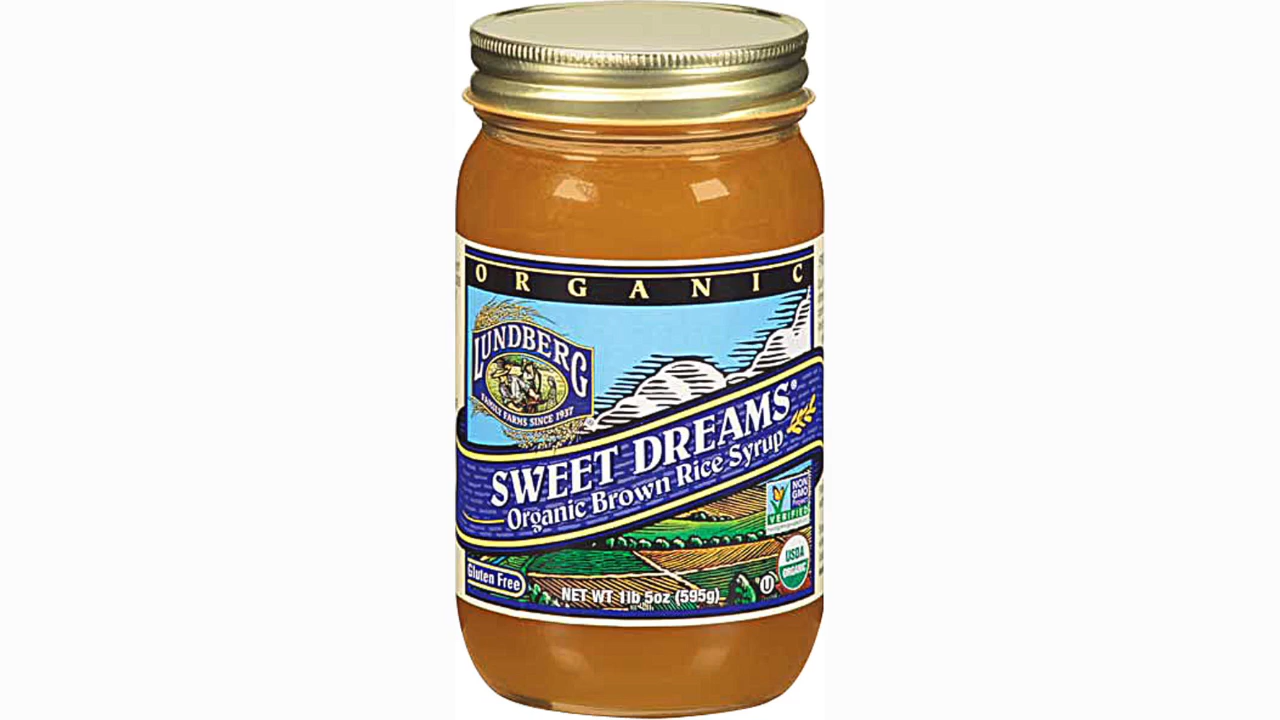 ORGANIC
LUNDBERG
FAMILY FARMS SINCE 1937
SWEET DREAMS®
Organic Brown Rice Syrup
NON
GMO
Project
VERIFIED
USDA
ORGANIC
Gluten Free
U
NET WT 1lb 5oz (595g)